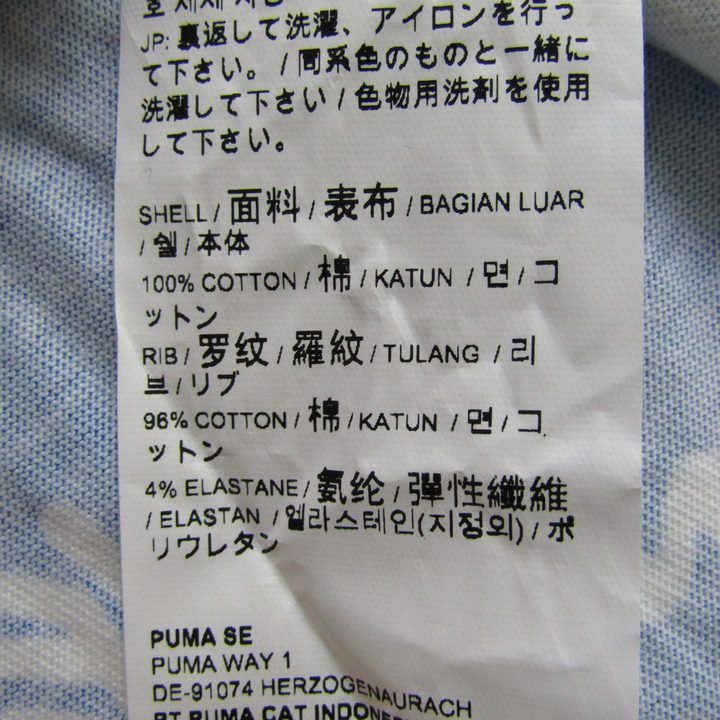 JP: 裏返して洗濯、アイロンを行っ
て下さい。 / 同系色のものと一緒に
洗濯して下さい / 色物用洗剤を使用
して下さい。
SHELL / 面料 / 表布 / BAGIAN LUAR
/ 쉘 / 本体
100% COTTON / 棉 / KATUN / 면 / コ
ットン
RIB / 罗纹 / 羅紋 / TULANG / 리
브 / リブ
96% COTTON / 棉 / KATUN / 면 / コ
ットン
4% ELASTANE / 氨纶 / 彈性纖維
/ ELASTAN / 엘라스테인(지정외) / ポ
リウレタン
PUMA SE
PUMA WAY 1
DE-91074 HERZOGENAURACH
PT PUMA CAT